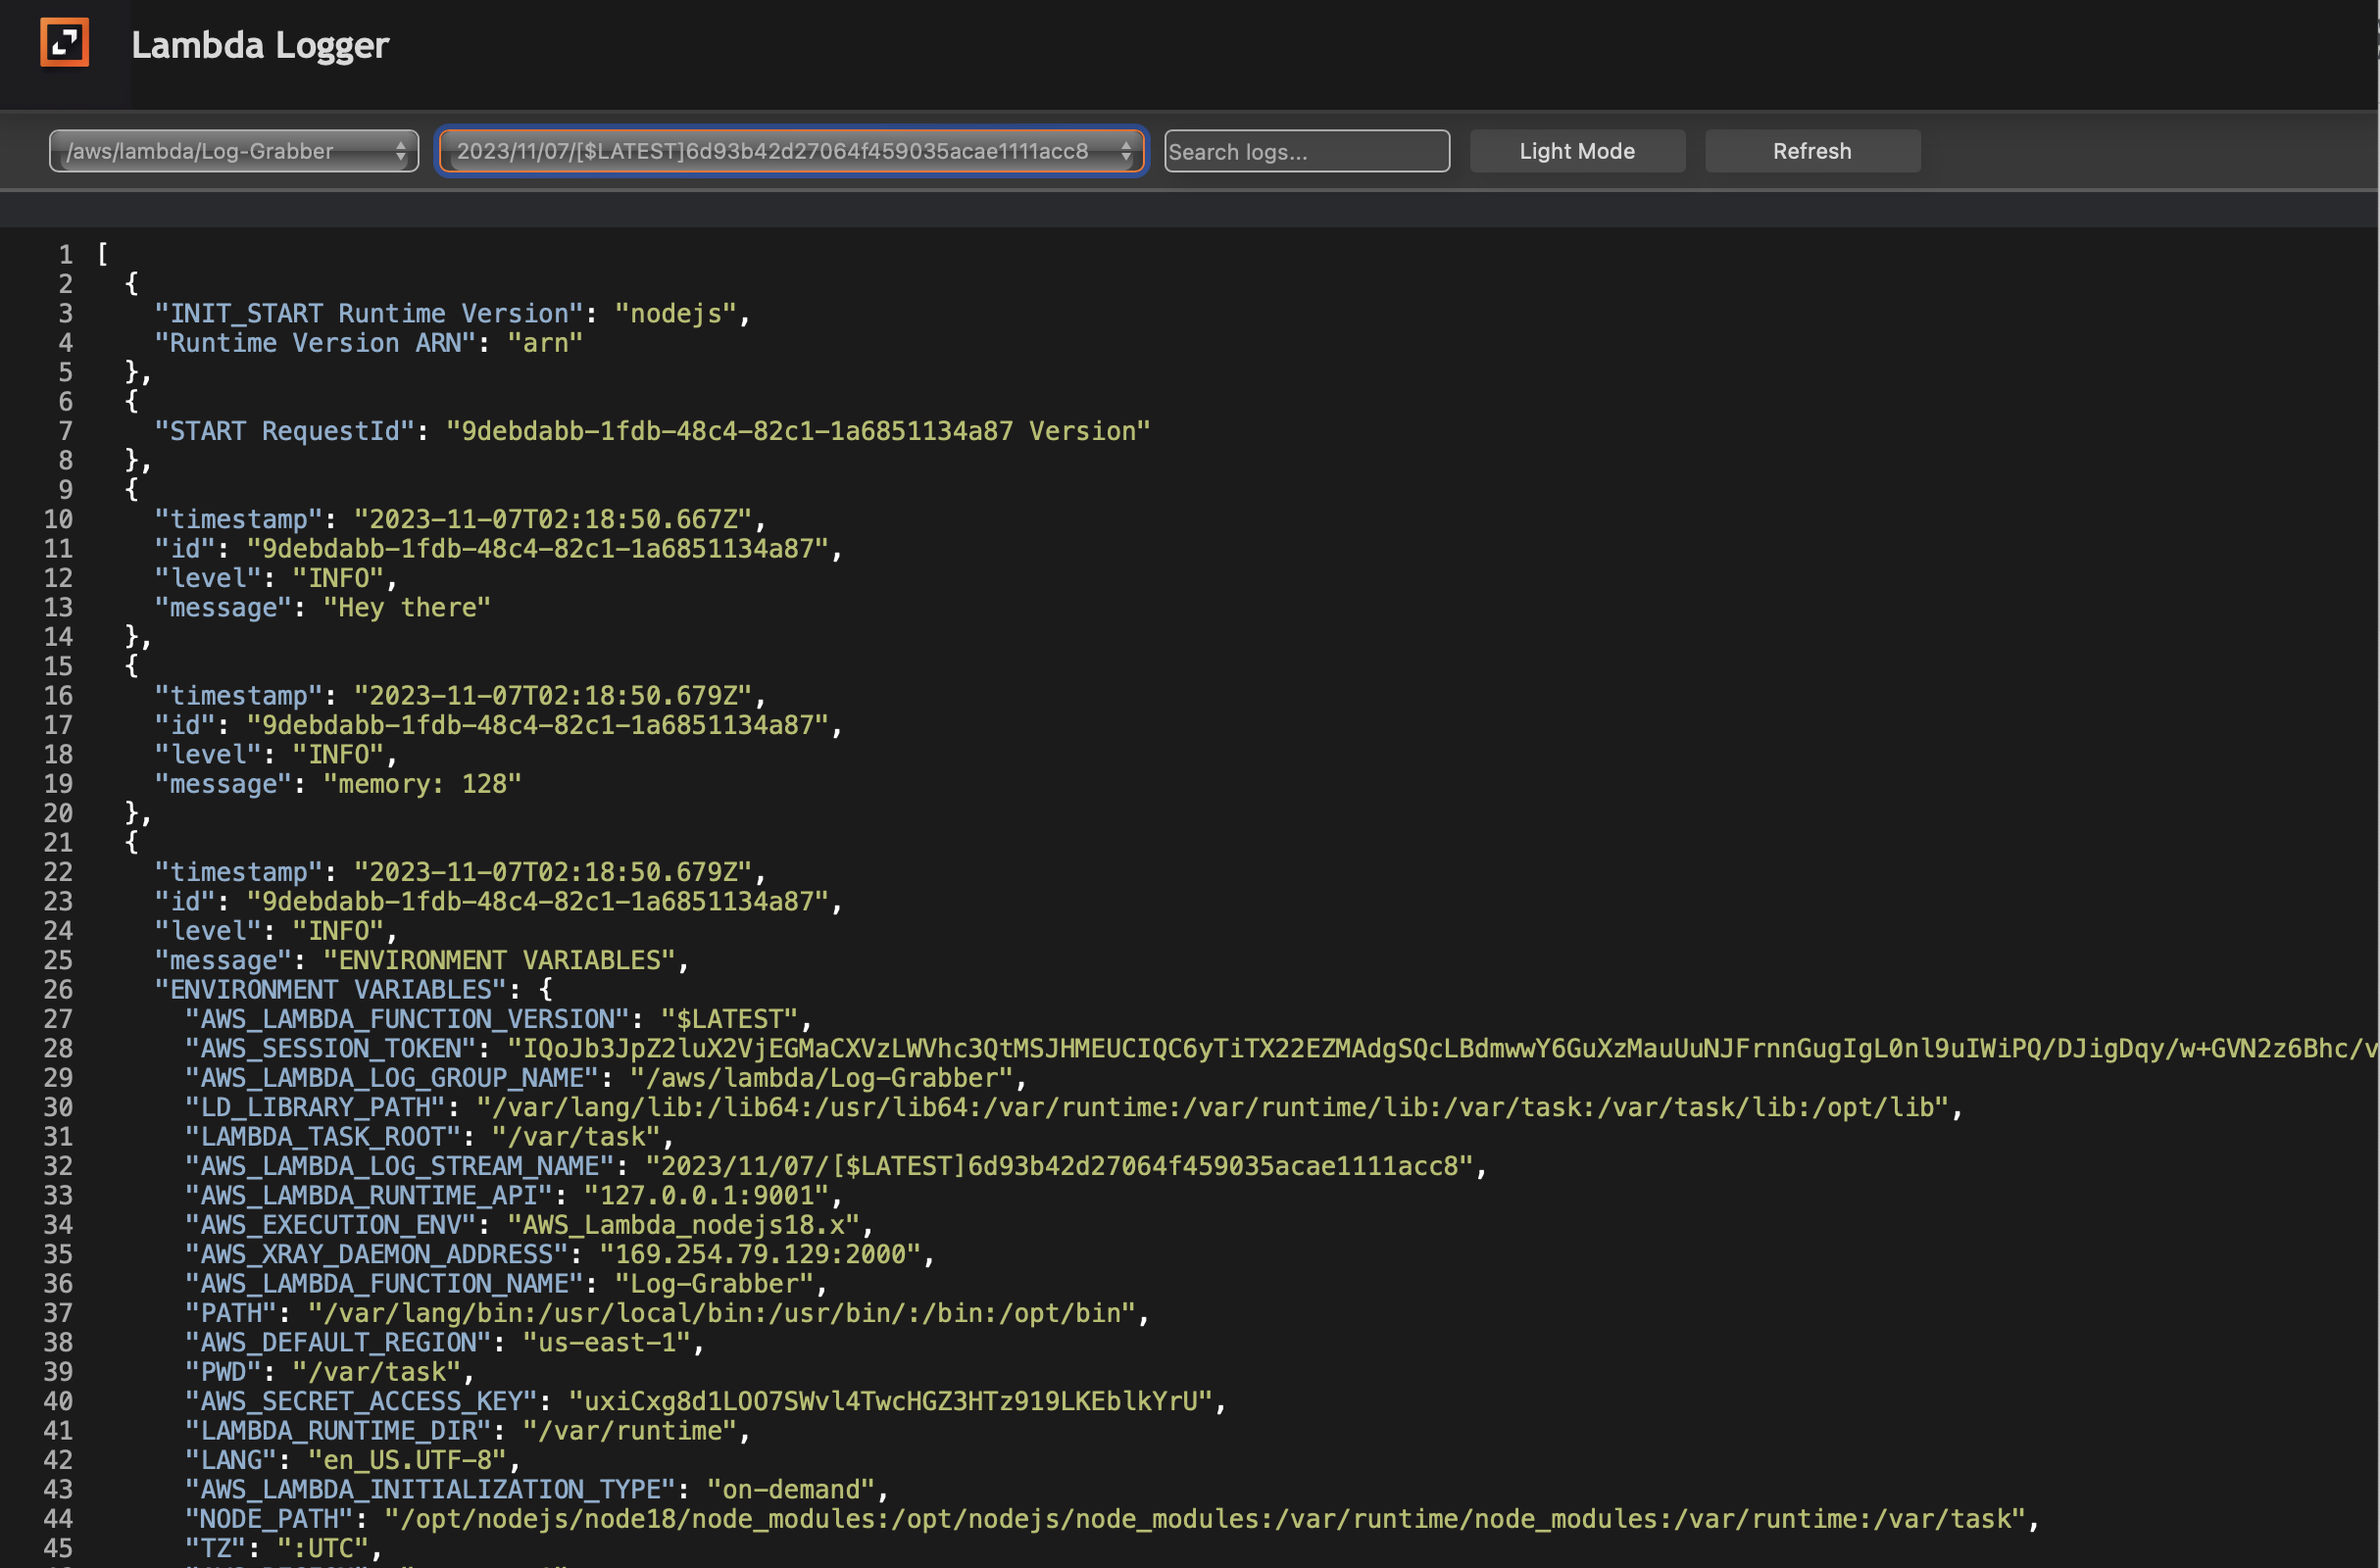 Lambda Logger
/aws/lambda/Log-Grabber 2023/11/07/[$LATEST]6d93b42d27064f459035acae1111acc8 Search logs... Light Mode Refresh
1 [
2 {
3 "INIT_START Runtime Version": "nodejs",
4 "Runtime Version ARN": "arn"
5 },
6 {
7 "START RequestId": "9debdabb-1fdb-48c4-82c1-1a6851134a87 Version"
8 },
9 {
10 "timestamp": "2023-11-07T02:18:50.667Z",
11 "id": "9debdabb-1fdb-48c4-82c1-1a6851134a87",
12 "level": "INFO",
13 "message": "Hey there"
14 },
15 {
16 "timestamp": "2023-11-07T02:18:50.679Z",
17 "id": "9debdabb-1fdb-48c4-82c1-1a6851134a87",
18 "level": "INFO",
19 "message": "memory: 128"
20 },
21 {
22 "timestamp": "2023-11-07T02:18:50.679Z",
23 "id": "9debdabb-1fdb-48c4-82c1-1a6851134a87",
24 "level": "INFO",
25 "message": "ENVIRONMENT VARIABLES",
26 "ENVIRONMENT VARIABLES": {
27 "AWS_LAMBDA_FUNCTION_VERSION": "$LATEST",
28 "AWS_SESSION_TOKEN": "IQoJb3JpZ2luX2VjEGMaCXVzLWVhc3QtMSJHMEUCIQC6yTiTX22EZMAdgSQcLBdmwwY6GuXzMauUuNJFrnnGugIgL0nl9uIWiPQ/DJigDqy/w+GVN2z6Bhc/v
29 "AWS_LAMBDA_LOG_GROUP_NAME": "/aws/lambda/Log-Grabber",
30 "LD_LIBRARY_PATH": "/var/lang/lib:/lib64:/usr/lib64:/var/runtime:/var/runtime/lib:/var/task:/var/task/lib:/opt/lib",
31 "LAMBDA_TASK_ROOT": "/var/task",
32 "AWS_LAMBDA_LOG_STREAM_NAME": "2023/11/07/[$LATEST]6d93b42d27064f459035acae1111acc8",
33 "AWS_LAMBDA_RUNTIME_API": "127.0.0.1:9001",
34 "AWS_EXECUTION_ENV": "AWS_Lambda_nodejs18.x",
35 "AWS_XRAY_DAEMON_ADDRESS": "169.254.79.129:2000",
36 "AWS_LAMBDA_FUNCTION_NAME": "Log-Grabber",
37 "PATH": "/var/lang/bin:/usr/local/bin:/usr/bin/:/bin:/opt/bin",
38 "AWS_DEFAULT_REGION": "us-east-1",
39 "PWD": "/var/task",
40 "AWS_SECRET_ACCESS_KEY": "uxiCxg8d1LOO7SWvl4TwcHGZ3HTz919LKEblkYrU",
41 "LAMBDA_RUNTIME_DIR": "/var/runtime",
42 "LANG": "en_US.UTF-8",
43 "AWS_LAMBDA_INITIALIZATION_TYPE": "on-demand",
44 "NODE_PATH": "/opt/nodejs/node18/node_modules:/opt/nodejs/node_modules:/var/runtime/node_modules:/var/runtime:/var/task",
45 "TZ": ":UTC",